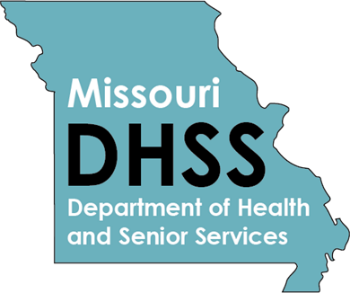 Missouri
DHSS
Department of Health
and Senior Services